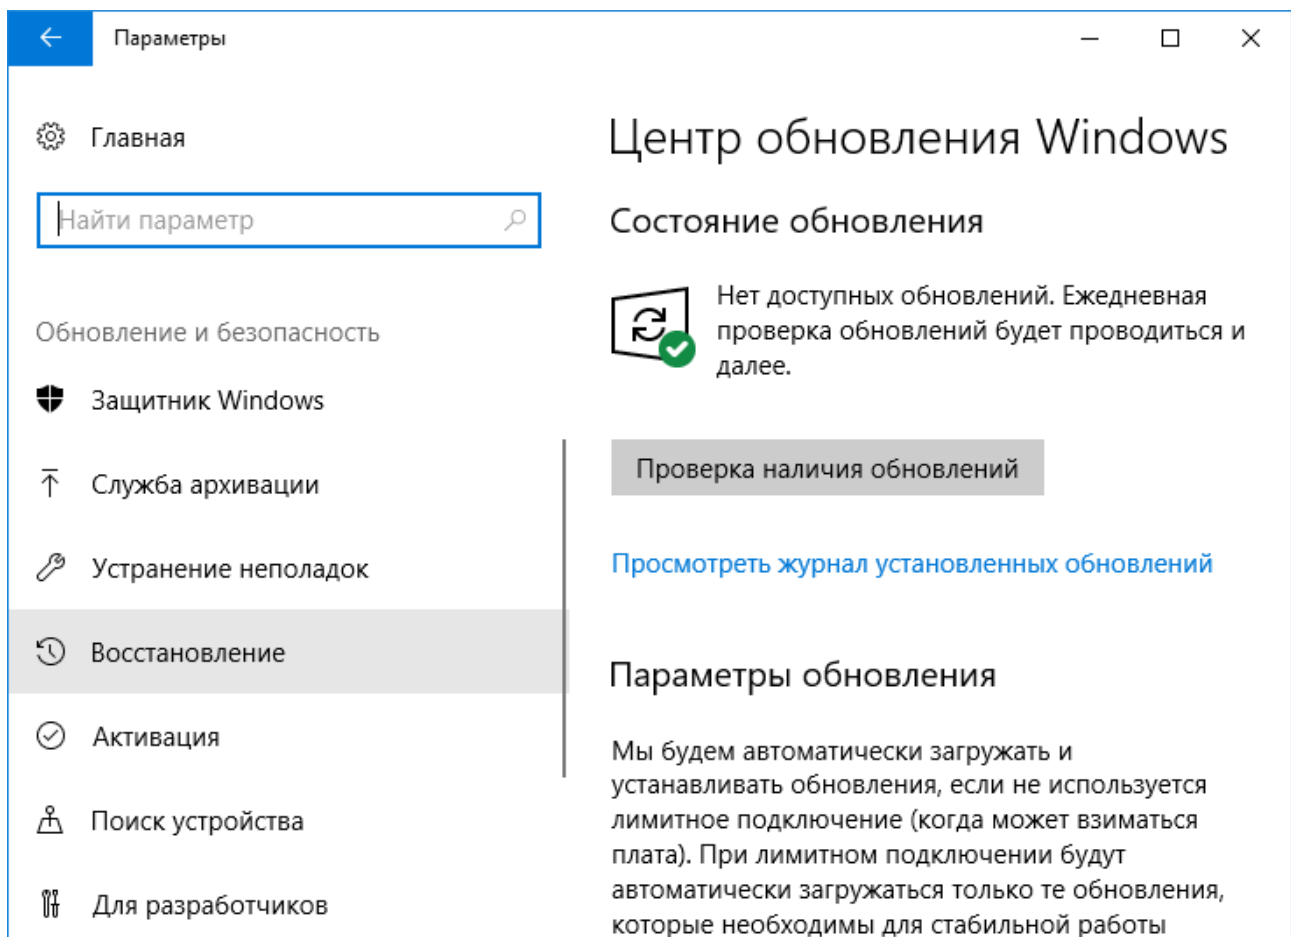 Параметры
Главная
Найти параметр
Обновление и безопасность
Защитник Windows
Служба архивации
Устранение неполадок
Восстановление
Активация
Поиск устройства
Для разработчиков
Центр обновления Windows
Состояние обновления
Нет доступных обновлений. Ежедневная
проверка обновлений будет проводиться и
далее.
Проверка наличия обновлений
Просмотреть журнал установленных обновлений
Параметры обновления
Мы будем автоматически загружать и
устанавливать обновления, если не используется
лимитное подключение (когда может взиматься
плата). При лимитном подключении будут
автоматически загружаться только те обновления,
которые необходимы для стабильной работы